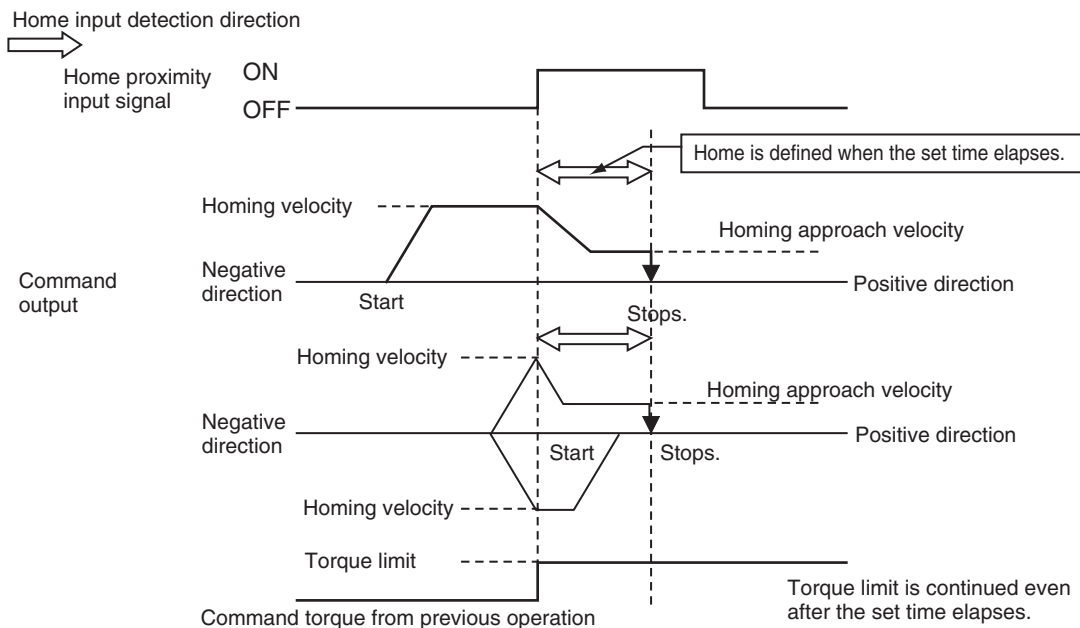 Home input detection direction
Home proximity
input signal
ON
OFF
Home is defined when the set time elapses.
Homing velocity
Homing approach velocity
Command
output
Negative
direction
Start
Positive direction
Stops.
Homing velocity
Homing approach velocity
Negative
direction
Start
Stops.
Positive direction
Homing velocity
Torque limit
Command torque from previous operation
Torque limit is continued even
after the set time elapses.